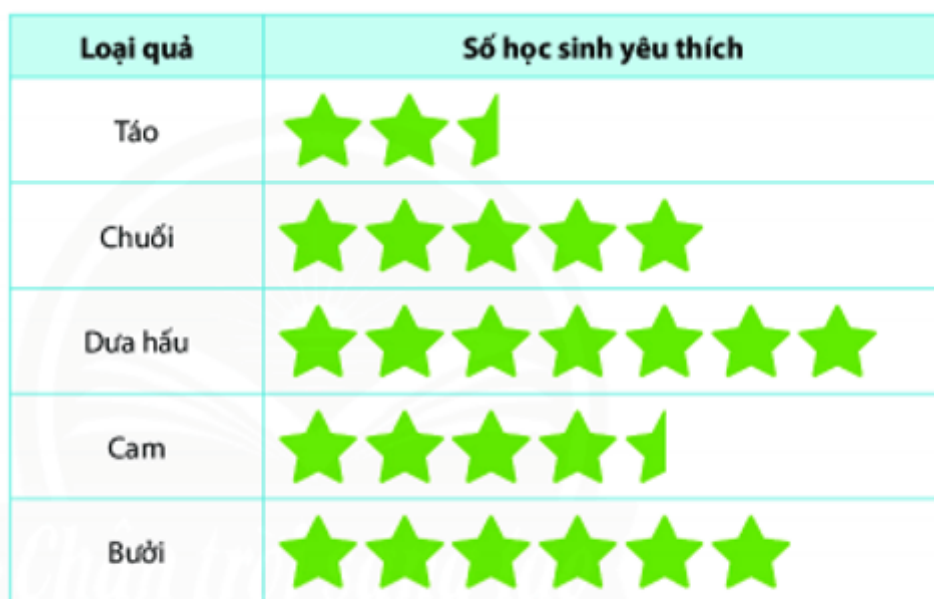 Loại quả
Số học sinh yêu thích
Táo
Chuối
Dưa hấu
Cam
Bưởi